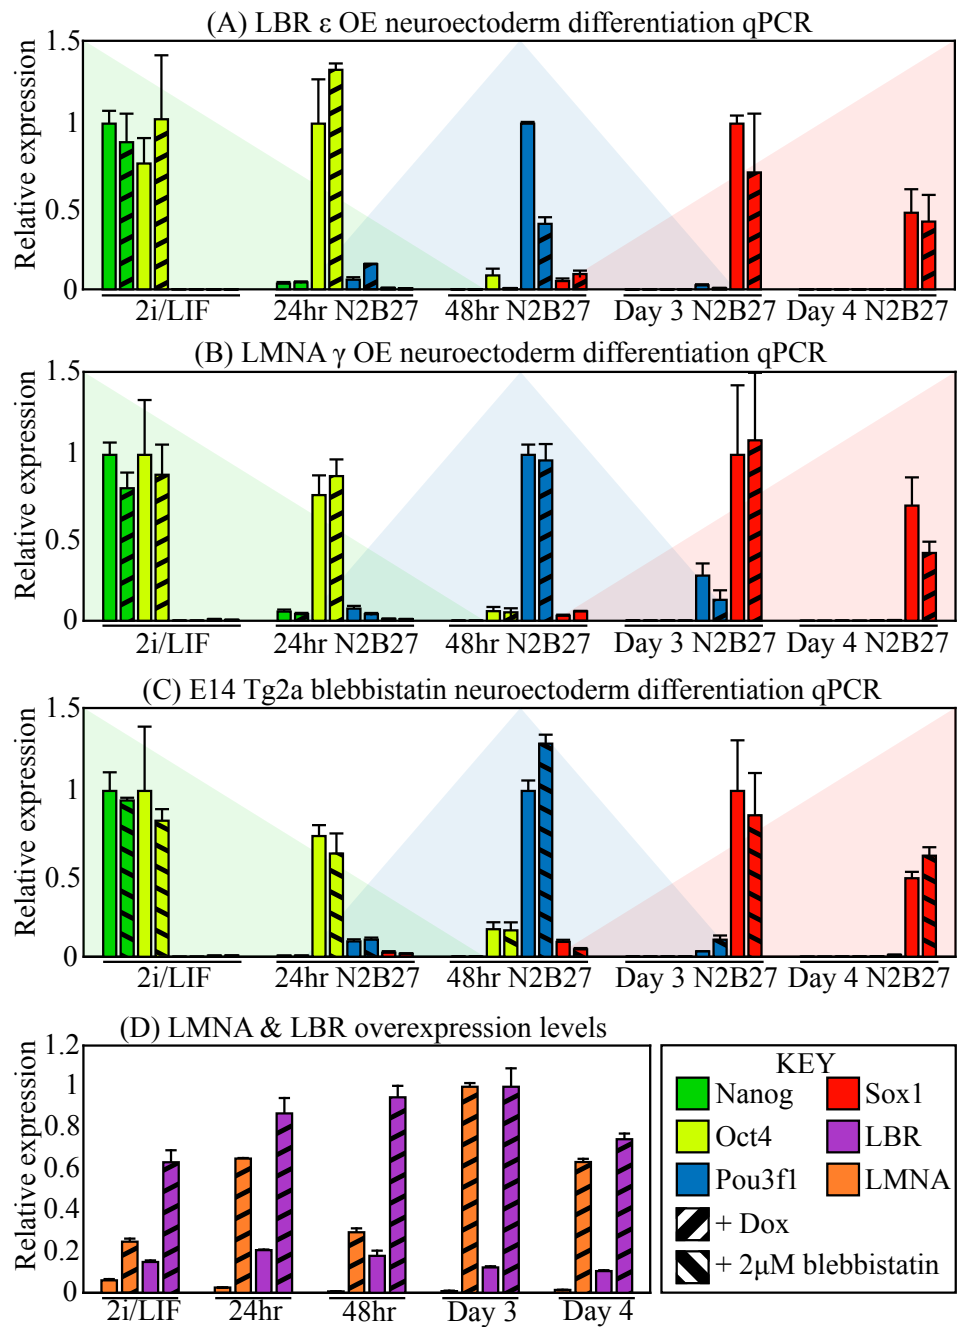 (A) LBR ε OE neuroectoderm differentiation qPCR
Relative expression
1.5
1
0.5
0
2i/LIF 24hr N2B27 48hr N2B27 Day 3 N2B27 Day 4 N2B27
(B) LMNA γ OE neuroectoderm differentiation qPCR
Relative expression
1.5
1
0.5
0
2i/LIF 24hr N2B27 48hr N2B27 Day 3 N2B27 Day 4 N2B27
(C) E14 Tg2a blebbistatin neuroectoderm differentiation qPCR
Relative expression
1.5
1
0.5
0
2i/LIF 24hr N2B27 48hr N2B27 Day 3 N2B27 Day 4 N2B27
(D) LMNA & LBR overexpression levels
Relative expression
1.2
1
0.8
0.6
0.4
0.2
0
2i/LIF 24hr 48hr Day 3 Day 4
KEY
Nanog Sox1
Oct4 LBR
Pou3f1 LMNA
+ Dox
+ 2μM blebbistatin